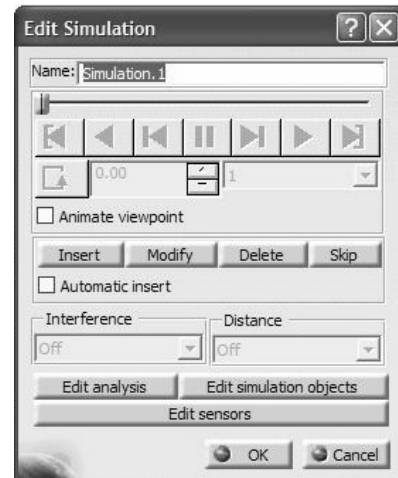 Edit Simulation
Name: Simulation.1
0.00 1
Animate viewpoint
Insert Modify Delete Skip
Automatic insert
Interference Distance
Off Off
Edit analysis Edit simulation objects
Edit sensors
OK Cancel